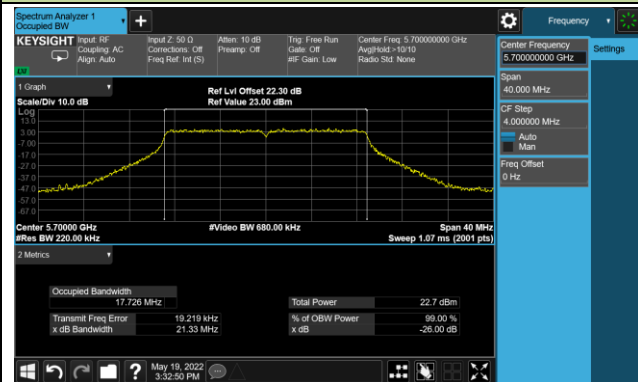 Spectrum Analyzer 1
Occupied BW
Frequency
KEYSIGHT Input: RF
Coupling: AC
Align: Auto
Input Z: 50 Ω
Corrections: Off
Freq Ref: Int (S)
Atten: 10 dB
Preamp: Off
Trig: Free Run
Gate: Off
#IF Gain: Low
Center Freq: 5.700000000 GHz
Avg|Hold:>10/10
Radio Std: None
Center Frequency
5.700000000 GHz
Settings
Span
40.000 MHz
CF Step
4.000000 MHz
Auto
Man
Freq Offset
0 Hz
1 Graph
Ref Lvl Offset 22.30 dB
Scale/Div 10.0 dB
Ref Value 23.00 dBm
Log
13.0
3.00
-7.00
-17.0
-27.0
-37.0
-47.0
-57.0
-67.0
Center 5.70000 GHz
#Video BW 680.00 kHz
Span 40 MHz
#Res BW 220.00 kHz
Sweep 1.07 ms (2001 pts)
2 Metrics
Occupied Bandwidth
17.726 MHz
Total Power 22.7 dBm
Transmit Freq Error 19.219 kHz
% of OBW Power 99.00 %
x dB Bandwidth 21.33 MHz
x dB -26.00 dB
May 19, 2022
3:32:50 PM